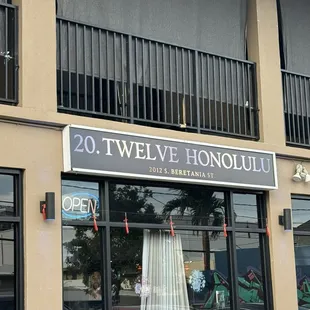 20. TWELVE HONOLULU
2012 S. BERETANIA ST
OPEN